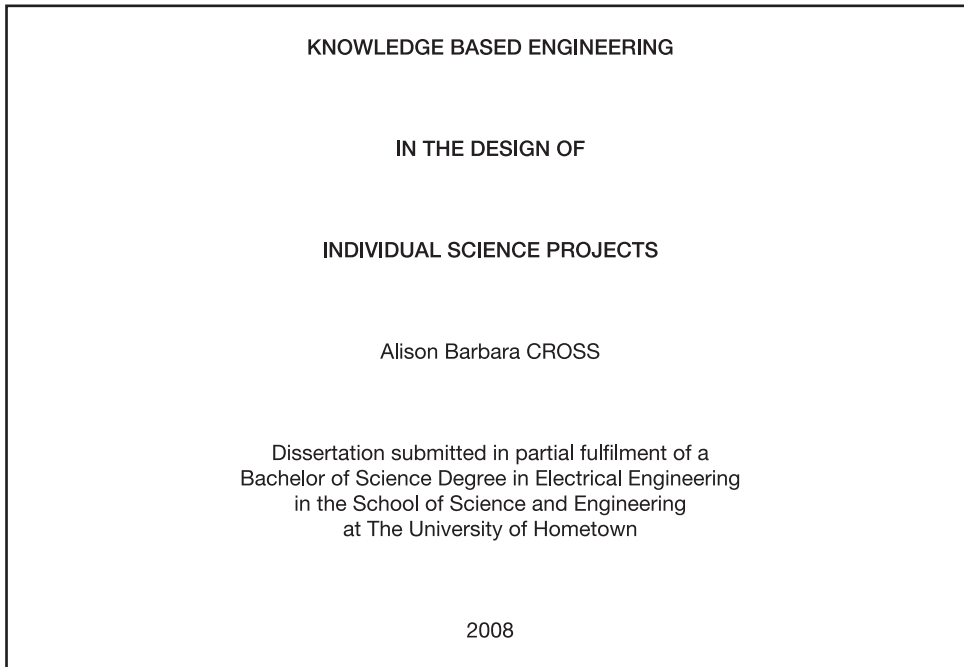 KNOWLEDGE BASED ENGINEERING
IN THE DESIGN OF
INDIVIDUAL SCIENCE PROJECTS
Alison Barbara CROSS
Dissertation submitted in partial fulfilment of a
Bachelor of Science Degree in Electrical Engineering
in the School of Science and Engineering
at The University of Hometown
2008